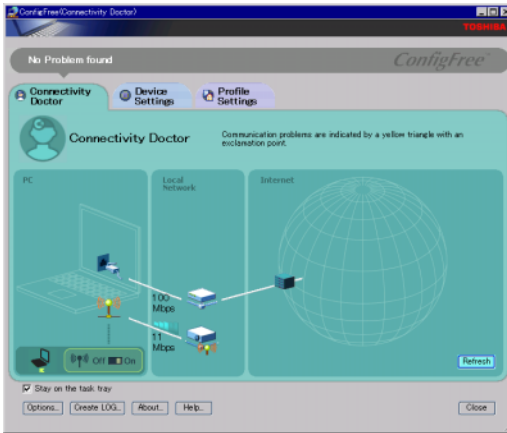 ConfigFree(Connectivity Doctor)
TOSHIBA
No Problem found
ConfigFree™
Connectivity Doctor
Device Settings
Profile Settings
Connectivity Doctor
Communication problems are indicated by a yellow triangle with an
exclamation point.
PC
Local
Network
Internet
100
Mbps
11
Mbps
Off
On
Refresh
Stay on the task tray
Options...
Create LOG...
About...
Help...
Close